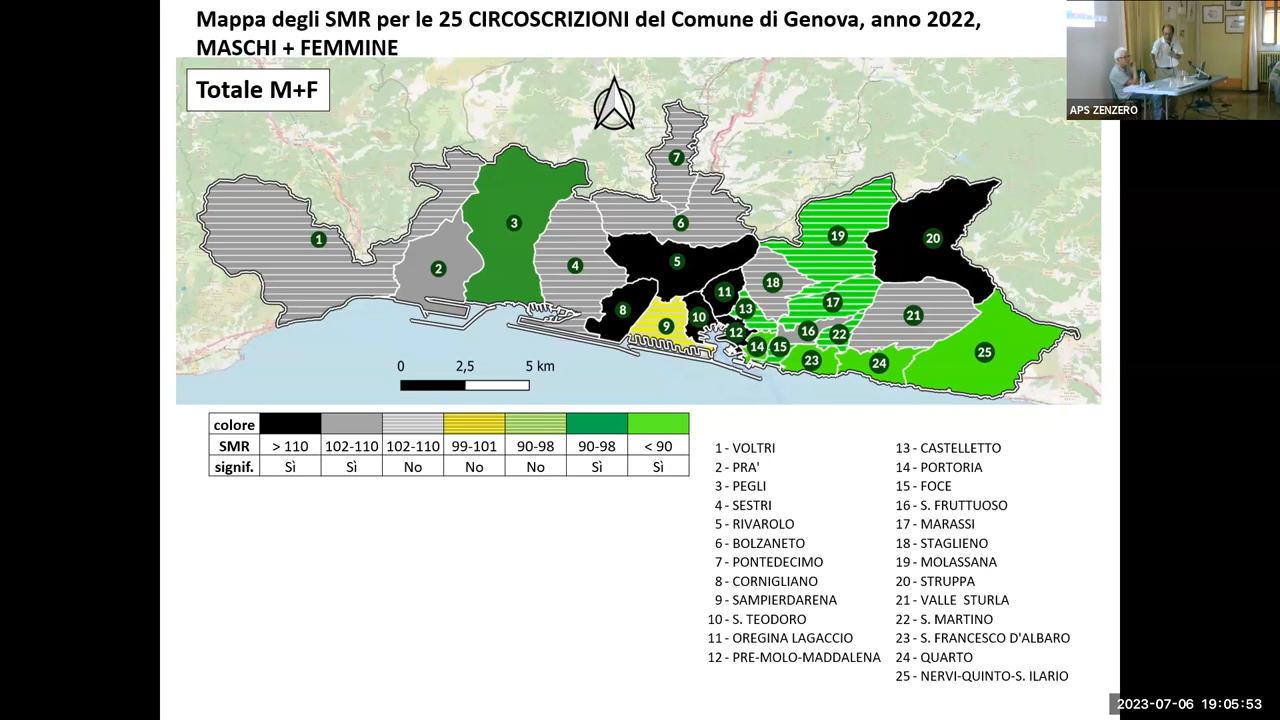 Mappa degli SMR per le 25 CIRCOSCRIZIONI del Comune di Genova, anno 2022,
MASCHI + FEMMINE
Totale M+F
APS ZENZERO
N
7
1
2
3
4
6
5
19
20
18
11
8
9
10
13
17
12
16
22
21
14
15
23
24
25
0 2,5 5 km
colore
SMR > 110 102-110 102-110 99-101 90-98 90-98 < 90
signif. Sì Sì No No No Sì Sì
1 - VOLTRI
2 - PRA'
3 - PEGLI
4 - SESTRI
5 - RIVAROLO
6 - BOLZANETO
7 - PONTEDECIMO
8 - CORNIGLIANO
9 - SAMPIERDARENA
10 - S. TEODORO
11 - OREGINA LAGACCIO
12 - PRE-MOLO-MADDALENA
13 - CASTELLETTO
14 - PORTORIA
15 - FOCE
16 - S. FRUTTUOSO
17 - MARASSI
18 - STAGLIENO
19 - MOLASSANA
20 - STRUPPA
21 - VALLE STURLA
22 - S. MARTINO
23 - S. FRANCESCO D'ALBARO
24 - QUARTO
25 - NERVI-QUINTO-S. ILARIO
2023-07-06 19:05:53